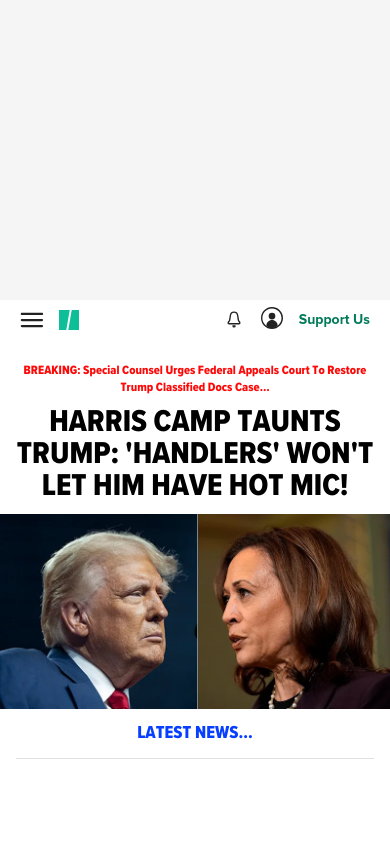 Support Us
BREAKING: Special Counsel Urges Federal Appeals Court To Restore
Trump Classified Docs Case...
HARRIS CAMP TAUNTS
TRUMP: 'HANDLERS' WON'T
LET HIM HAVE HOT MIC!
LATEST NEWS...